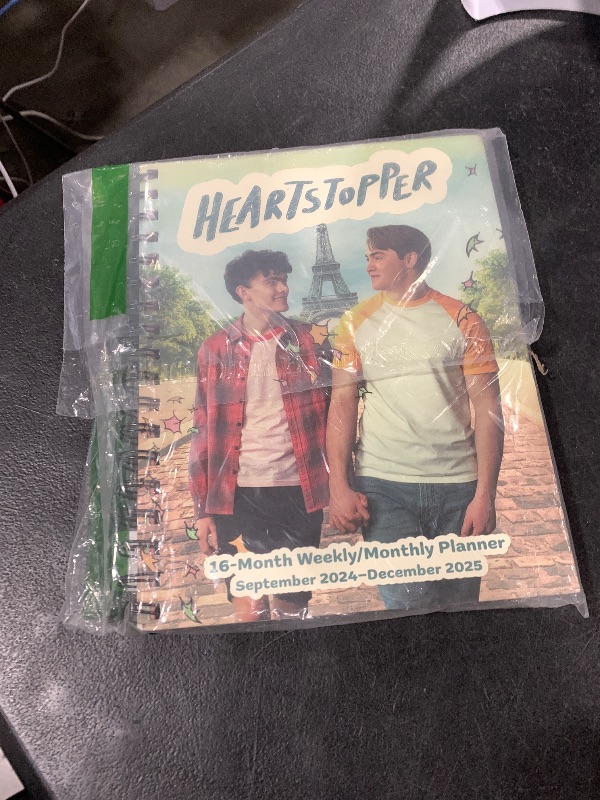 HEARTSTOPPER
16-Month Weekly/Monthly Planner
September 2024–December 2025